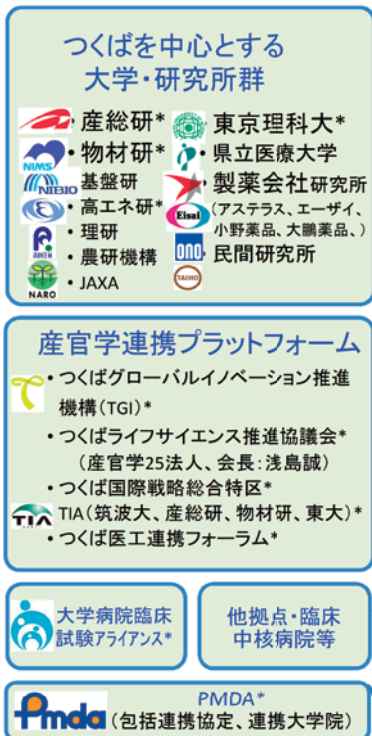 つくばを中心とする
大学・研究所群
・産総研*
・物材研*
NIMS
・基盤研
NIBIO
・高エネ研*
・理研
RIKEN
・農研機構
NARO
・JAXA
・東京理科大*
・県立医療大学
・製薬会社研究所
Eisai
(アステラス、エーザイ、
小野薬品、大鵬薬品、)
ono
・民間研究所
TAIHO
産官学連携プラットフォーム
・つくばグローバルイノベーション推進
機構(TGI)*
・つくばライフサイエンス推進協議会*
(産官学25法人、会長:浅島誠)
・つくば国際戦略総合特区*
TIA
・TIA(筑波大、産総研、物材研、東大)*
・つくば医工連携フォーラム*
大学病院臨床
試験アライアンス*
他拠点・臨床
中核病院等
Pmda
PMDA*
(包括連携協定、連携大学院)